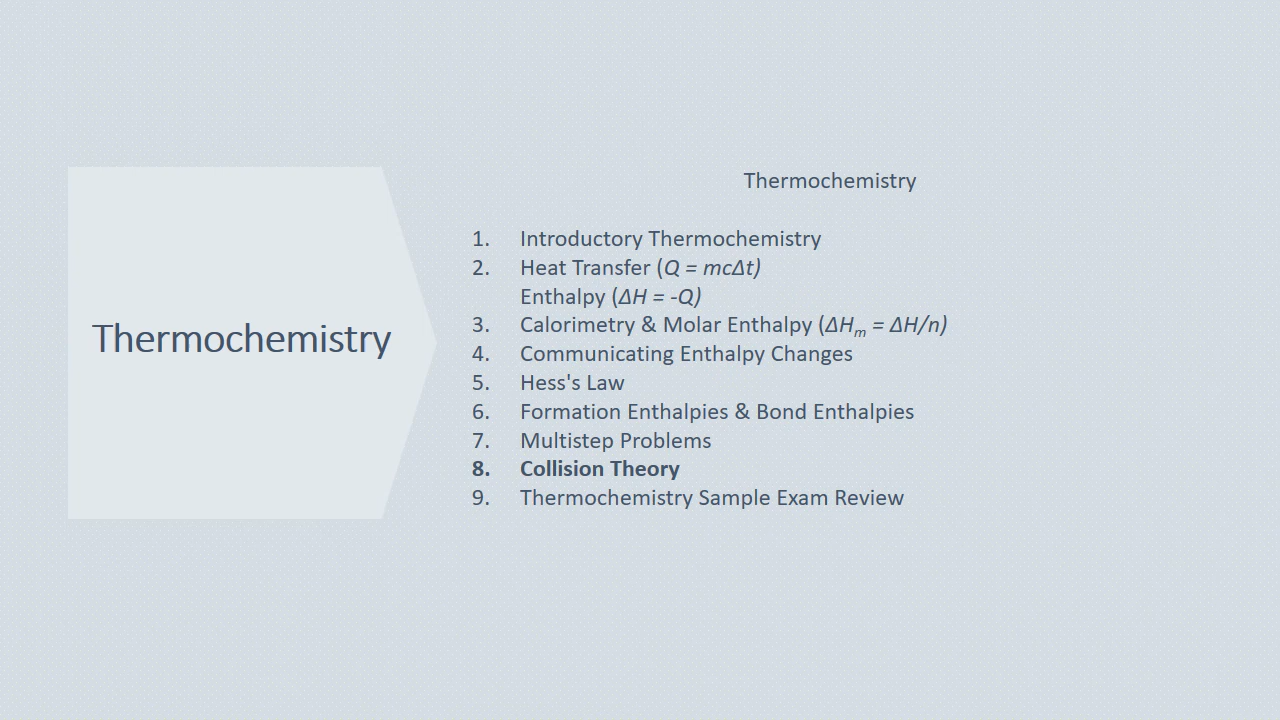 Thermochemistry
Thermochemistry
1. Introductory Thermochemistry
2. Heat Transfer (Q = mcΔt)
Enthalpy (ΔH = -Q)
3. Calorimetry & Molar Enthalpy (ΔHm = ΔH/n)
4. Communicating Enthalpy Changes
5. Hess's Law
6. Formation Enthalpies & Bond Enthalpies
7. Multistep Problems
8. Collision Theory
9. Thermochemistry Sample Exam Review